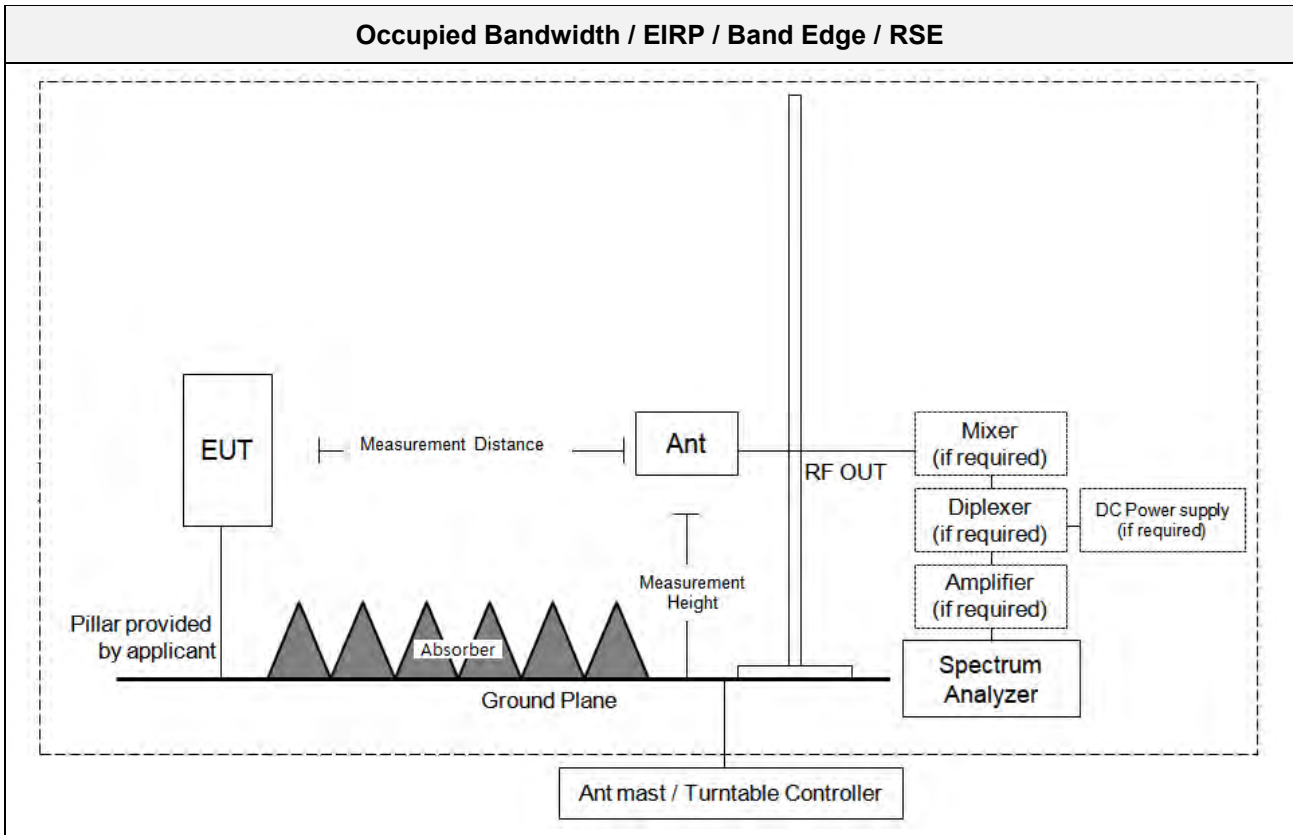 Occupied Bandwidth / EIRP / Band Edge / RSE
EUT
Measurement Distance
Ant
RF OUT
Mixer
(if required)
Diplexer
(if required)
DC Power supply
(if required)
Amplifier
(if required)
Spectrum
Analyzer
Measurement
Height
Pillar provided
by applicant
Absorber
Ground Plane
Ant mast / Turntable Controller